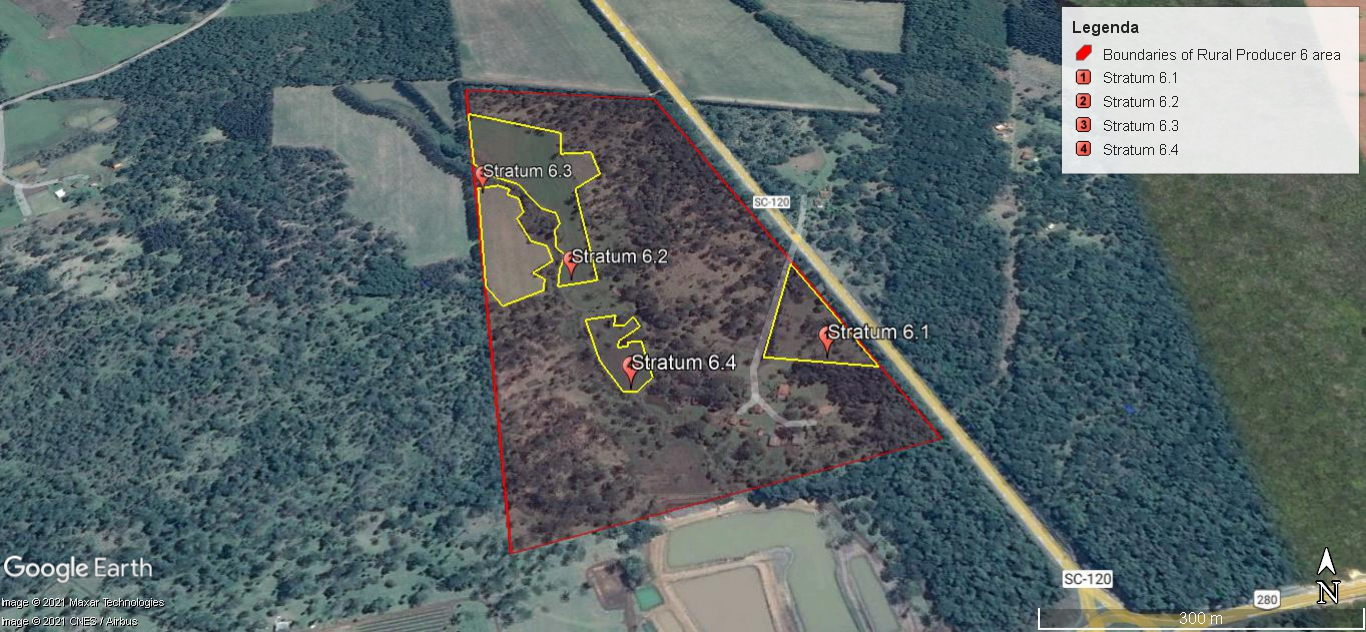 Legenda
Boundaries of Rural Producer 6 area
1 Stratum 6.1
2 Stratum 6.2
3 Stratum 6.3
4 Stratum 6.4
Stratum 6.3
SC-120
Stratum 6.2
Stratum 6.1
Stratum 6.4
Google Earth
SC-120
280
N
Image © 2021 Maxar Technologies
Image © 2021 CNES / Airbus
300 m